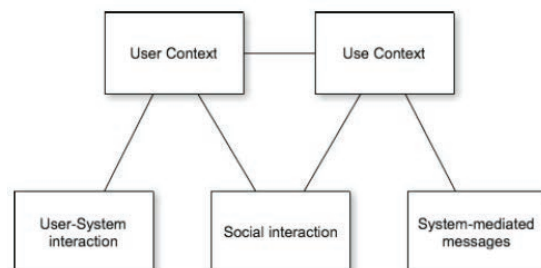 User Context
Use Context
User-System
interaction
Social interaction
System-mediated
messages